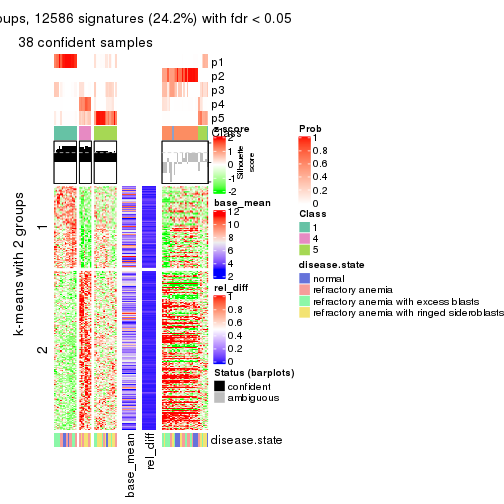 oups, 12586 signatures (24.2%) with fdr < 0.05
38 confident samples
p1
p2
p3
p4
p5
Class
z-score
2
1
0
-1
-2
Silhouette
score
base_mean
12
10
8
6
4
2
rel_diff
1
0.8
0.6
0.4
0.2
0
Status (barplots)
confident
ambiguous
Prob
1
0.8
0.6
0.4
0.2
0
Class
1
4
5
disease.state
normal
refractory anemia
refractory anemia with excess blasts
refractory anemia with ringed sideroblasts
k-means with 2 groups
1
2
disease.state
base_mean
rel_diff